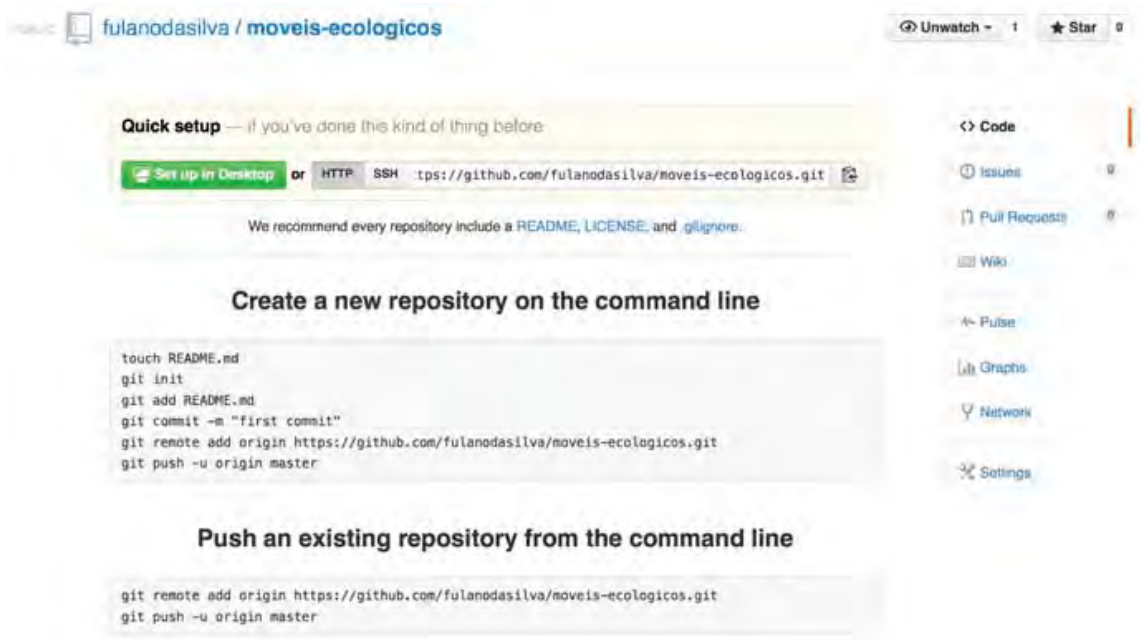 PUBLIC fulanodasilva / moveis-ecologicos
Unwatch 1 Star 0
Quick setup — if you've done this kind of thing before
Set up in Desktop or HTTP SSH tps://github.com/fulanodasilva/moveis-ecologicos.git
We recommend every repository include a README, LICENSE, and .gitignore.
Create a new repository on the command line
touch README.md
git init
git add README.md
git commit -m "first commit"
git remote add origin https://github.com/fulanodasilva/moveis-ecologicos.git
git push -u origin master
Push an existing repository from the command line
git remote add origin https://github.com/fulanodasilva/moveis-ecologicos.git
git push -u origin master
<> Code
Issues 0
Pull Requests 0
Wiki
Pulse
Graphs
Network
Settings